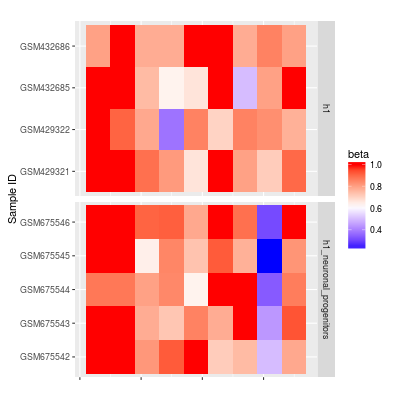 GSM432686
GSM432685
GSM429322
GSM429321
h1
GSM675546
GSM675545
GSM675544
GSM675543
GSM675542
h1_neuronal_progenitors
Sample ID
beta
1.0
0.8
0.6
0.4